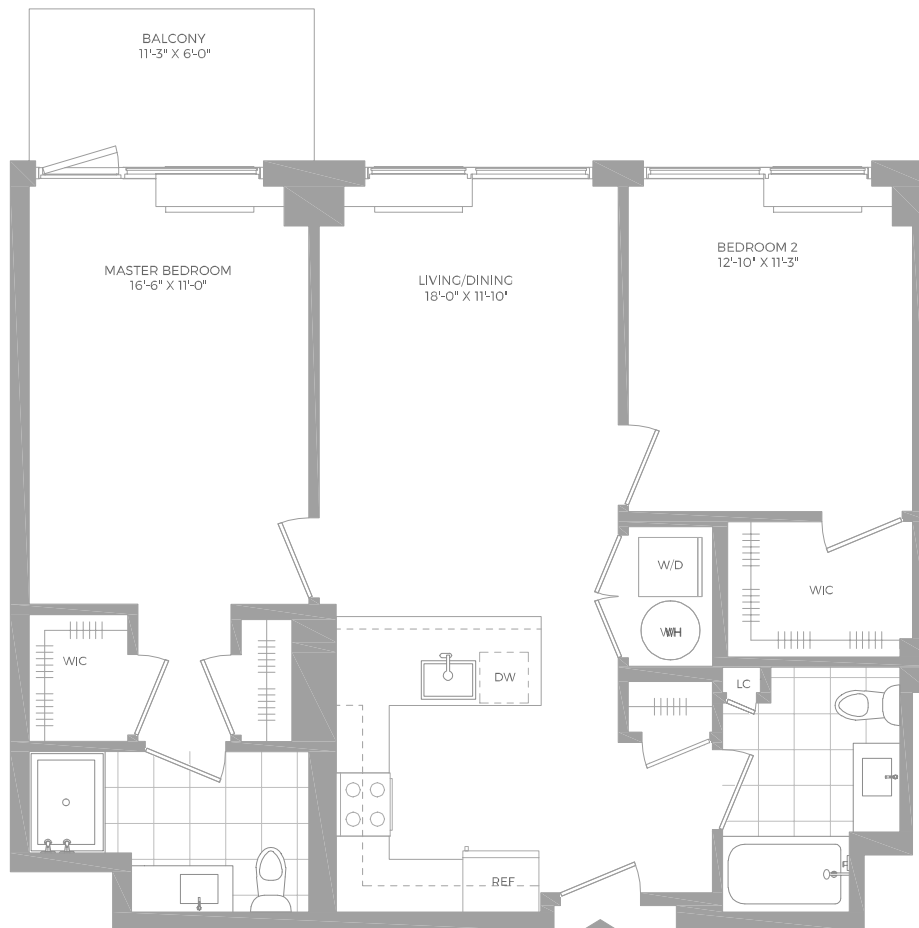 BALCONY
11'-3" X 6'-0"
MASTER BEDROOM
16'-6" X 11'-0"
LIVING/DINING
18'-0" X 11'-10"
BEDROOM 2
12'-10" X 11'-3"
W/D
WH
WIC
WIC
DW
LC
REF